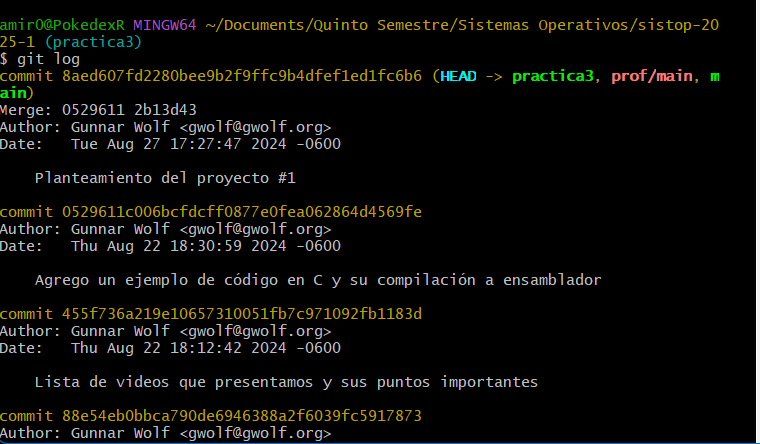 amir0@PokedexR MINGW64 ~/Documents/Quinto Semestre/Sistemas Operativos/sistop-20
25-1 (practica3)
$ git log
commit 8aed607fd2280bee9b2f9ffc9b4dfef1ed1fc6b6 (HEAD -> practica3, prof/main, m
ain)
Merge: 0529611 2b13d43
Author: Gunnar Wolf <gwolf@gwolf.org>
Date:   Tue Aug 27 17:27:47 2024 -0600
    Planteamiento del proyecto #1
commit 0529611c006bcfdcff0877e0fea062864d4569fe
Author: Gunnar Wolf <gwolf@gwolf.org>
Date:   Thu Aug 22 18:30:59 2024 -0600
    Agrego un ejemplo de código en C y su compilación a ensamblador
commit 455f736a219e10657310051fb7c971092fb1183d
Author: Gunnar Wolf <gwolf@gwolf.org>
Date:   Thu Aug 22 18:12:42 2024 -0600
    Lista de videos que presentamos y sus puntos importantes
commit 88e54eb0bbca790de6946388a2f6039fc5917873
Author: Gunnar Wolf <gwolf@gwolf.org>